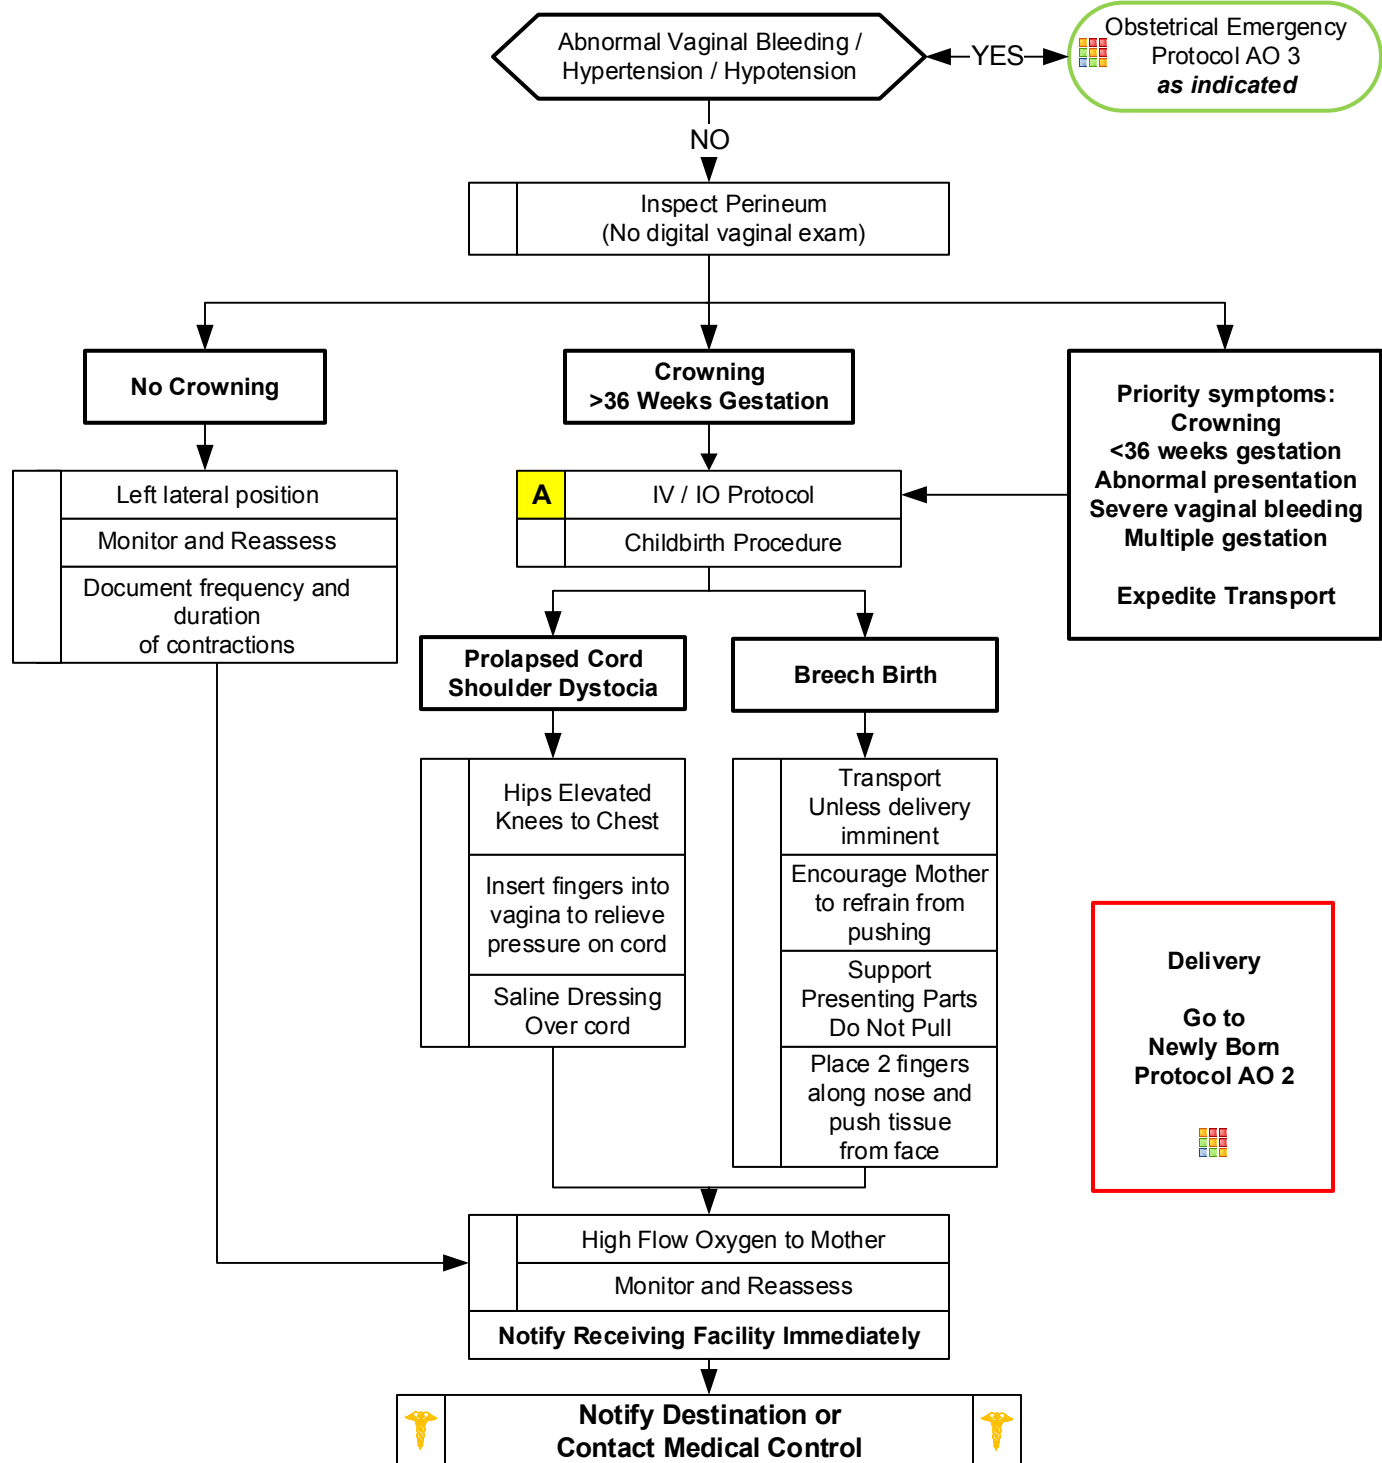 Abnormal Vaginal Bleeding /
Hypertension / Hypotension
YES
Obstetrical Emergency
Protocol AO 3
as indicated
NO
Inspect Perineum
(No digital vaginal exam)
No Crowning
Crowning
>36 Weeks Gestation
Priority symptoms:
Crowning
<36 weeks gestation
Abnormal presentation
Severe vaginal bleeding
Multiple gestation
Expedite Transport
Left lateral position
Monitor and Reassess
Document frequency and
duration
of contractions
A
IV / IO Protocol
Childbirth Procedure
Prolapsed Cord
Shoulder Dystocia
Breech Birth
Hips Elevated
Knees to Chest
Insert fingers into
vagina to relieve
pressure on cord
Saline Dressing
Over cord
Transport
Unless delivery
imminent
Encourage Mother
to refrain from
pushing
Support
Presenting Parts
Do Not Pull
Place 2 fingers
along nose and
push tissue
from face
Delivery
Go to
Newly Born
Protocol AO 2
High Flow Oxygen to Mother
Monitor and Reassess
Notify Receiving Facility Immediately
Notify Destination or
Contact Medical Control